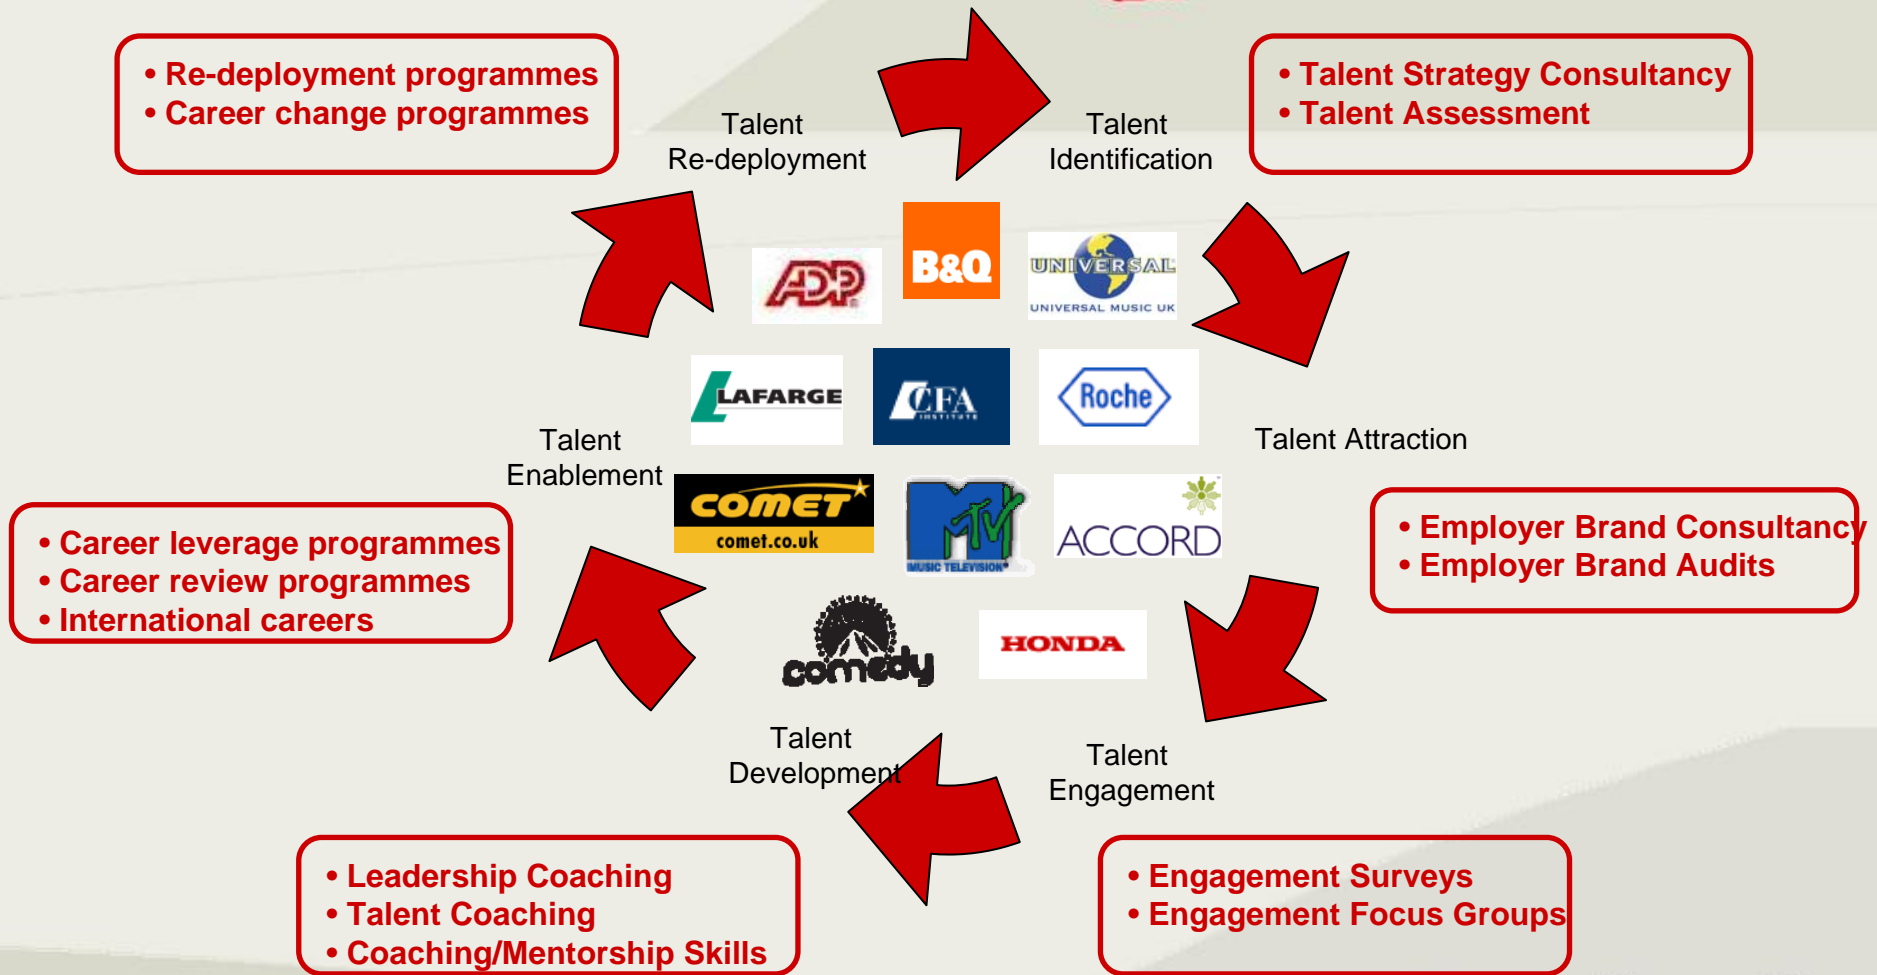 • Re-deployment programmes
• Career change programmes
Talent
Re-deployment
Talent
Identification
• Talent Strategy Consultancy
• Talent Assessment
ADP
B&Q
UNIVERSAL
UNIVERSAL MUSIC UK
LAFARGE
CFA
INSTITUTE
Roche
Talent
Enablement
Talent Attraction
COMET
comet.co.uk
MTV
MUSIC TELEVISION®
ACCORD
• Career leverage programmes
• Career review programmes
• International careers
• Employer Brand Consultancy
• Employer Brand Audits
comedy
HONDA
Talent
Development
Talent
Engagement
• Leadership Coaching
• Talent Coaching
• Coaching/Mentorship Skills
• Engagement Surveys
• Engagement Focus Groups